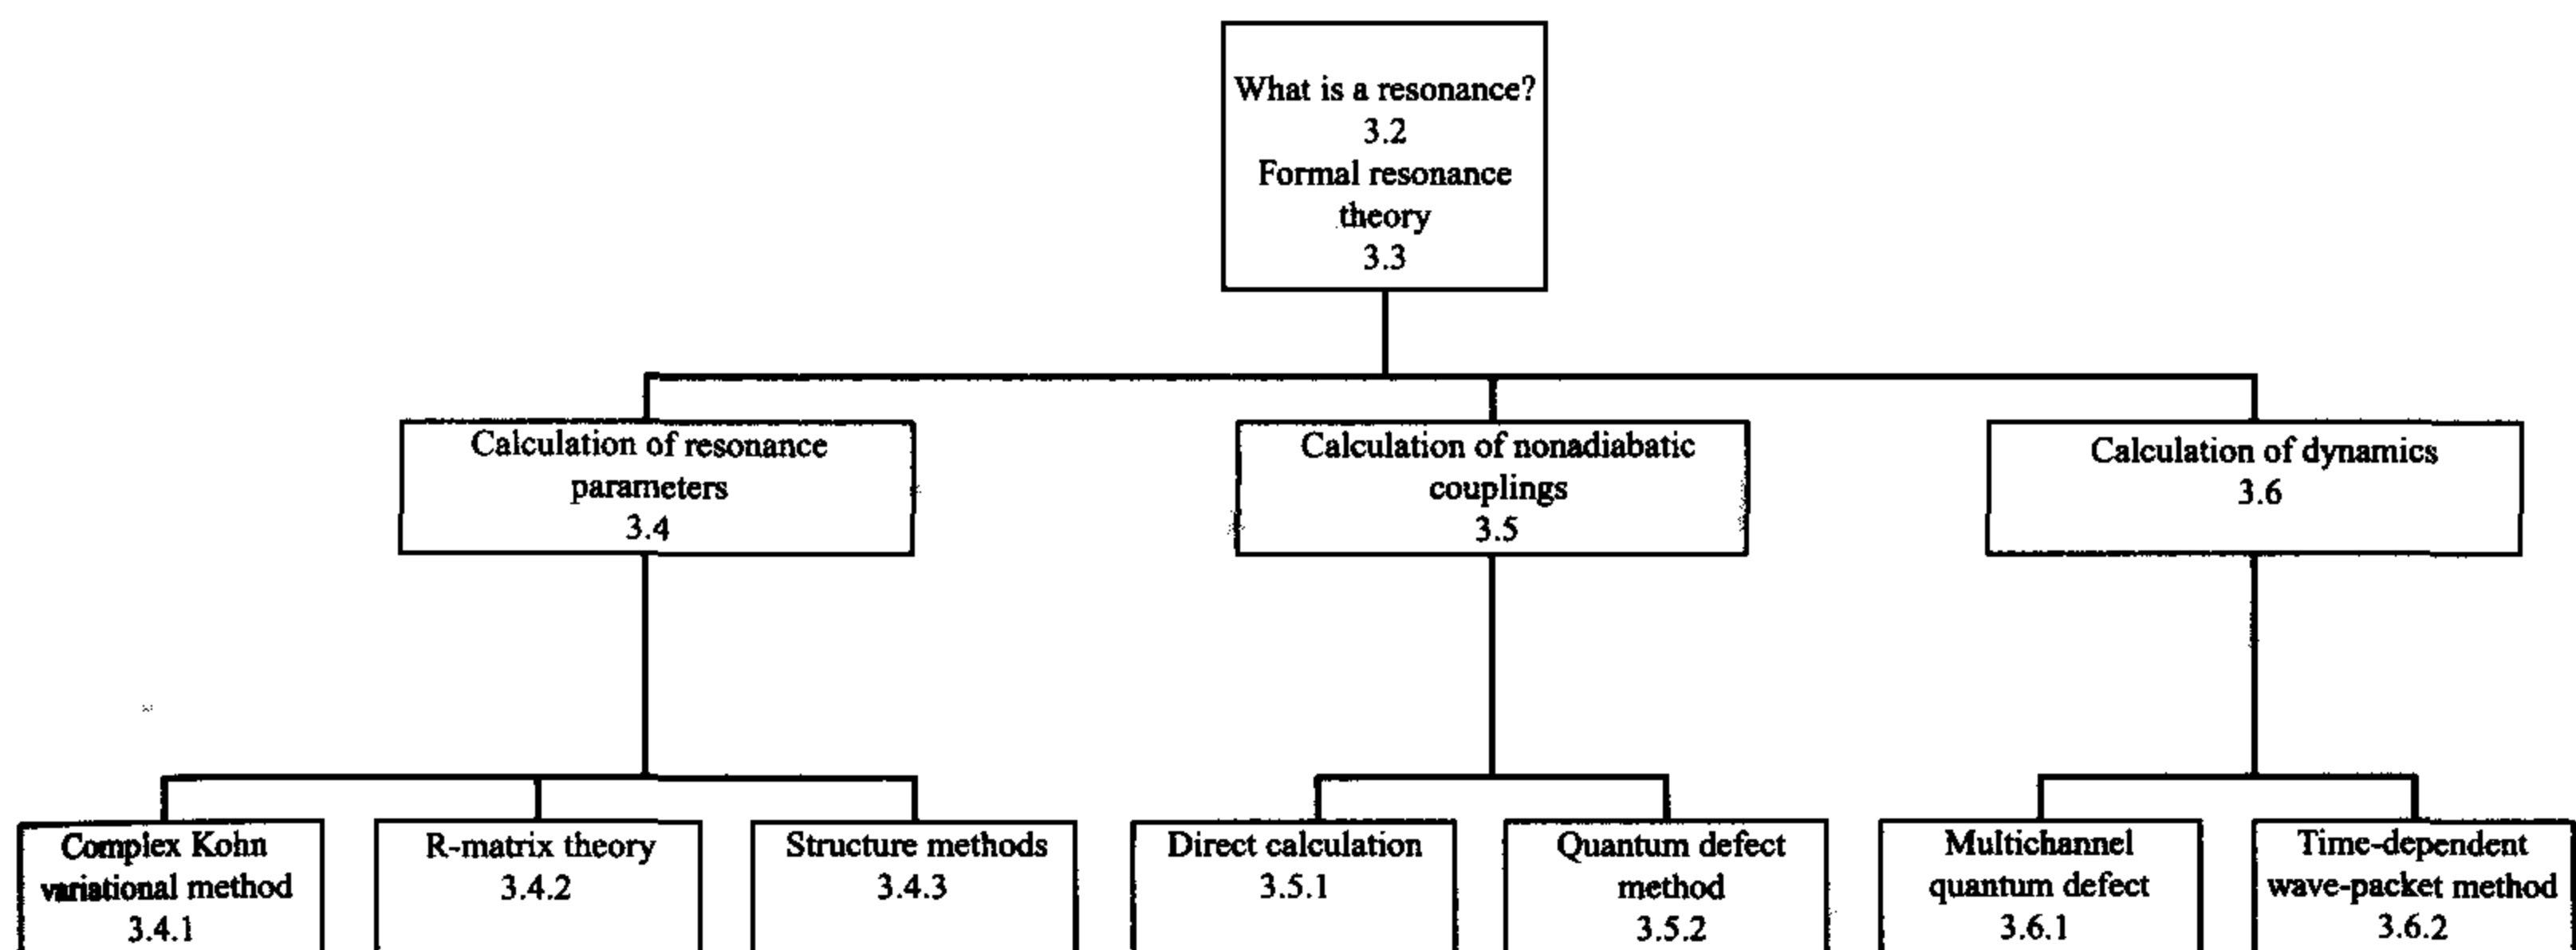 What is a resonance?
3.2
Formal resonance
theory
3.3
Calculation of resonance
parameters
3.4
Calculation of nonadiabatic
couplings
3.5
Calculation of dynamics
3.6
Complex Kohn
variational method
3.4.1
R-matrix theory
3.4.2
Structure methods
3.4.3
Direct calculation
3.5.1
Quantum defect
method
3.5.2
Multichannel
quantum defect
3.6.1
Time-dependent
wave-packet method
3.6.2